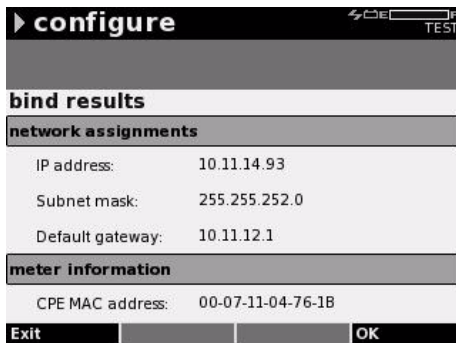 configure
E F
TEST
bind results
network assignments
IP address: 10.11.14.93
Subnet mask: 255.255.252.0
Default gateway: 10.11.12.1
meter information
CPE MAC address: 00-07-11-04-76-1B
Exit OK